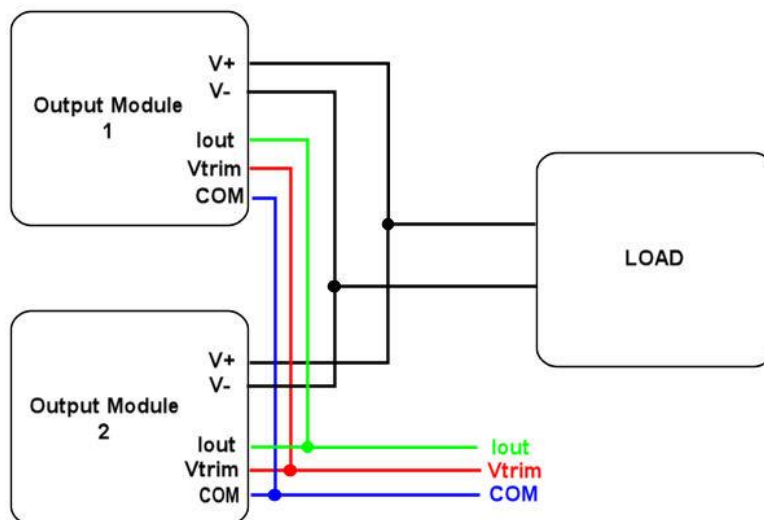 Output Module
1
V+
V-
Iout
Vtrim
COM
LOAD
Output Module
2
V+
V-
Iout
Vtrim
COM
Iout
Vtrim
COM